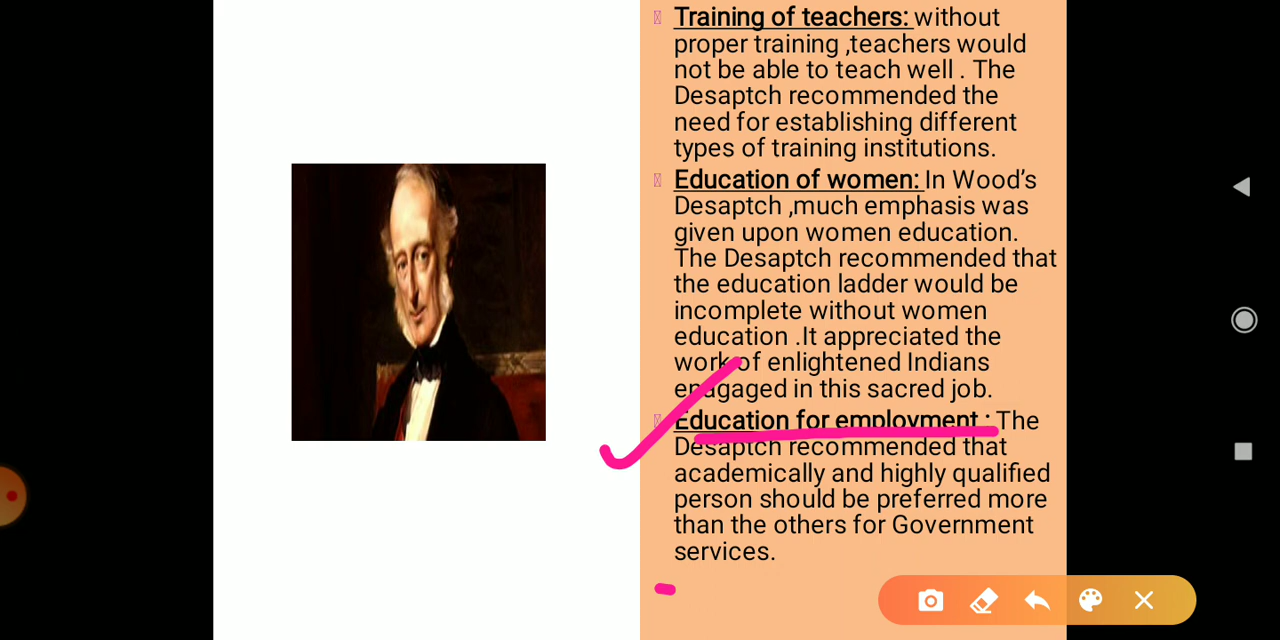 Training of teachers: without
proper training ,teachers would
not be able to teach well . The
Desaptch recommended the
need for establishing different
types of training institutions.
Education of women: In Wood’s
Desaptch ,much emphasis was
given upon women education.
The Desaptch recommended that
the education ladder would be
incomplete without women
education .It appreciated the
work of enlightened Indians
engagaged in this sacred job.
Education for employment : The
Desaptch recommended that
academically and highly qualified
person should be preferred more
than the others for Government
services.